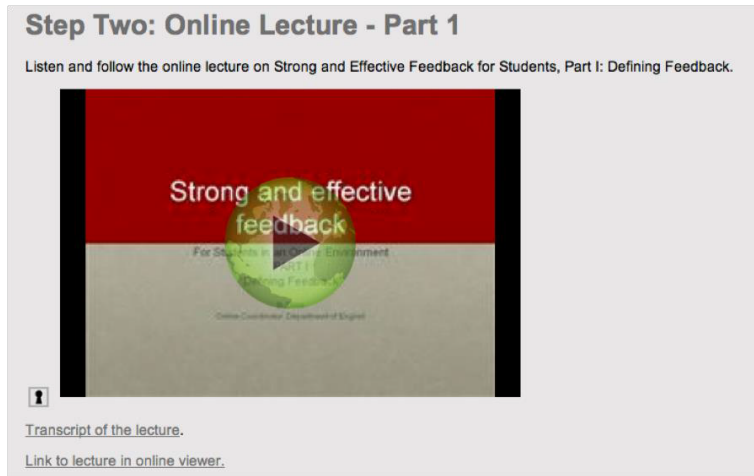 Step Two: Online Lecture - Part 1
Listen and follow the online lecture on Strong and Effective Feedback for Students, Part I: Defining Feedback.
Strong and effective
feedback
For Students in an Online Environment
PART I
Defining Feedback
Online Coordinator Department of English
Transcript of the lecture.
Link to lecture in online viewer.